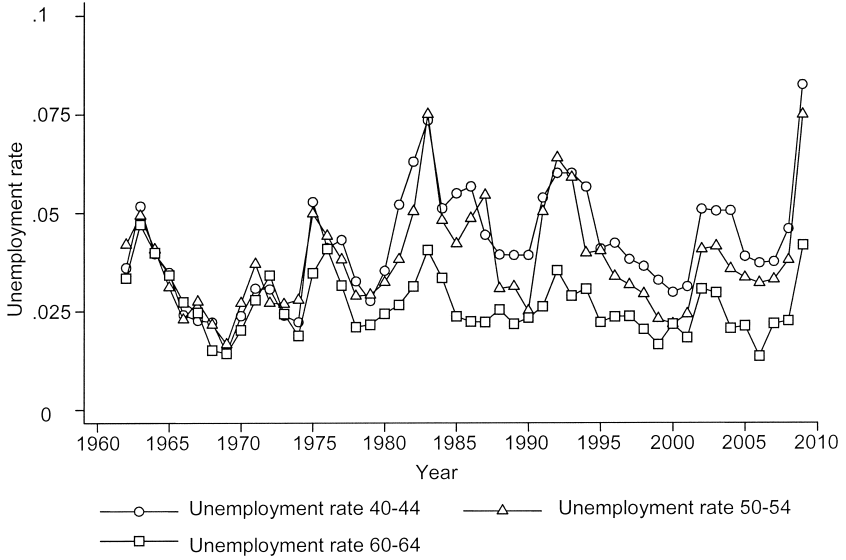 .1
.075
.05
.025
0
Unemployment rate
1960 1965 1970 1975 1980 1985 1990 1995 2000 2005 2010
Year
Unemployment rate 40-44 Unemployment rate 50-54
Unemployment rate 60-64